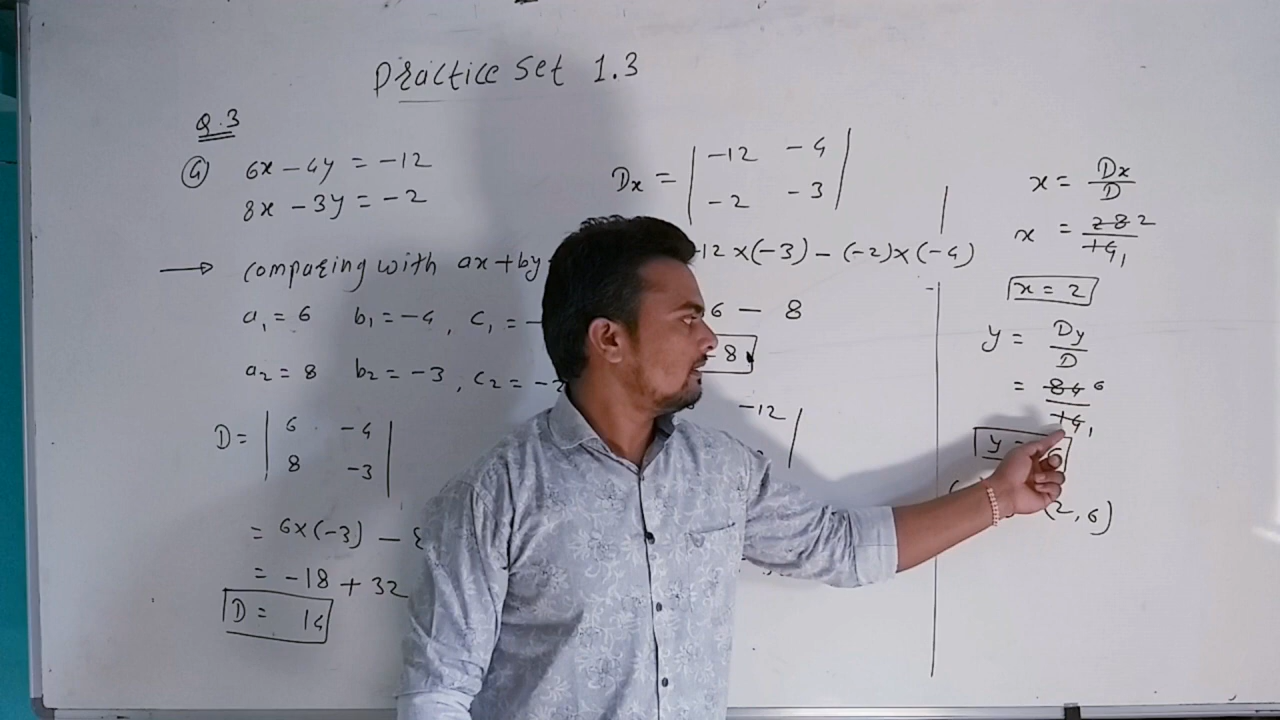 Practice Set 1.3
Q.3
④ 6x - 4y = -12
8x - 3y = -2
→ comparing with ax+by
a₁ = 6 b₁ = -4 , c₁ = -
a₂ = 8 b₂ = -3 , c₂ = -2
D = | 6 -4 |
| 8 -3 |
= 6x(-3) -
= -18 + 32
D = 14
Dx = | -12 -4 |
| -2 -3 |
12 x(-3) - (-2)x(-4)
6 - 8
8
-12
x = Dx/D
x = 28 2/14 1
x = 2
y = Dy/D
= 84 6/14 1
y = 6
(2,6)